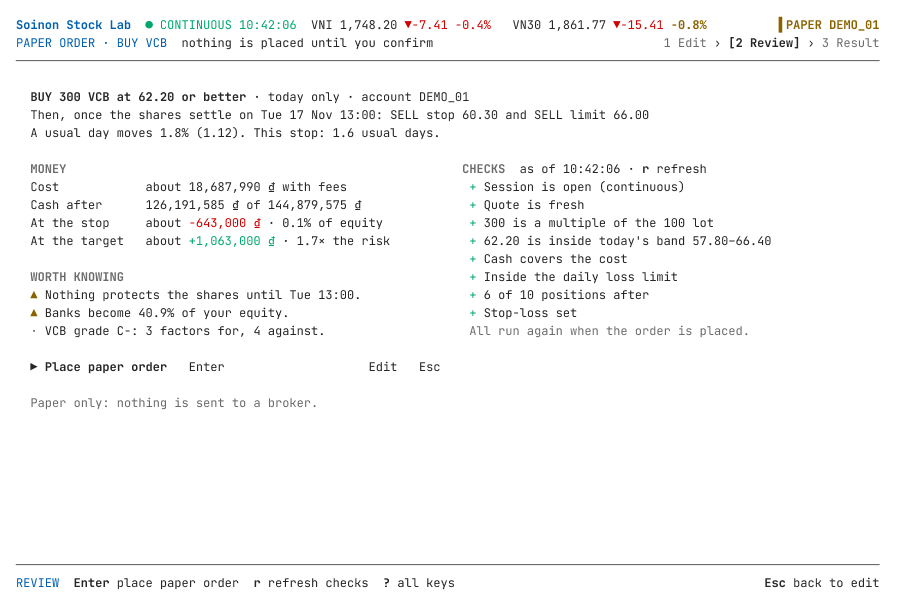 Soinon Stock Lab ● CONTINUOUS 10:42:06 VNI 1,748.20 ▼-7.41 -0.4% VN30 1,861.77 ▼-15.41 -0.8% PAPER DEMO_01
PAPER ORDER · BUY VCB nothing is placed until you confirm 1 Edit › [2 Review] › 3 Result
BUY 300 VCB at 62.20 or better · today only · account DEMO_01
Then, once the shares settle on Tue 17 Nov 13:00: SELL stop 60.30 and SELL limit 66.00
A usual day moves 1.8% (1.12). This stop: 1.6 usual days.
MONEY
Cost about 18,687,990 ₫ with fees
Cash after 126,191,585 ₫ of 144,879,575 ₫
At the stop about -643,000 ₫ · 0.1% of equity
At the target about +1,063,000 ₫ · 1.7× the risk
WORTH KNOWING
▲ Nothing protects the shares until Tue 13:00.
▲ Banks become 40.9% of your equity.
· VCB grade C-: 3 factors for, 4 against.
CHECKS as of 10:42:06 · r refresh
+ Session is open (continuous)
+ Quote is fresh
+ 300 is a multiple of the 100 lot
+ 62.20 is inside today's band 57.80–66.40
+ Cash covers the cost
+ Inside the daily loss limit
+ 6 of 10 positions after
+ Stop-loss set
All run again when the order is placed.
► Place paper order Enter Edit Esc
Paper only: nothing is sent to a broker.
REVIEW Enter place paper order r refresh checks ? all keys Esc back to edit